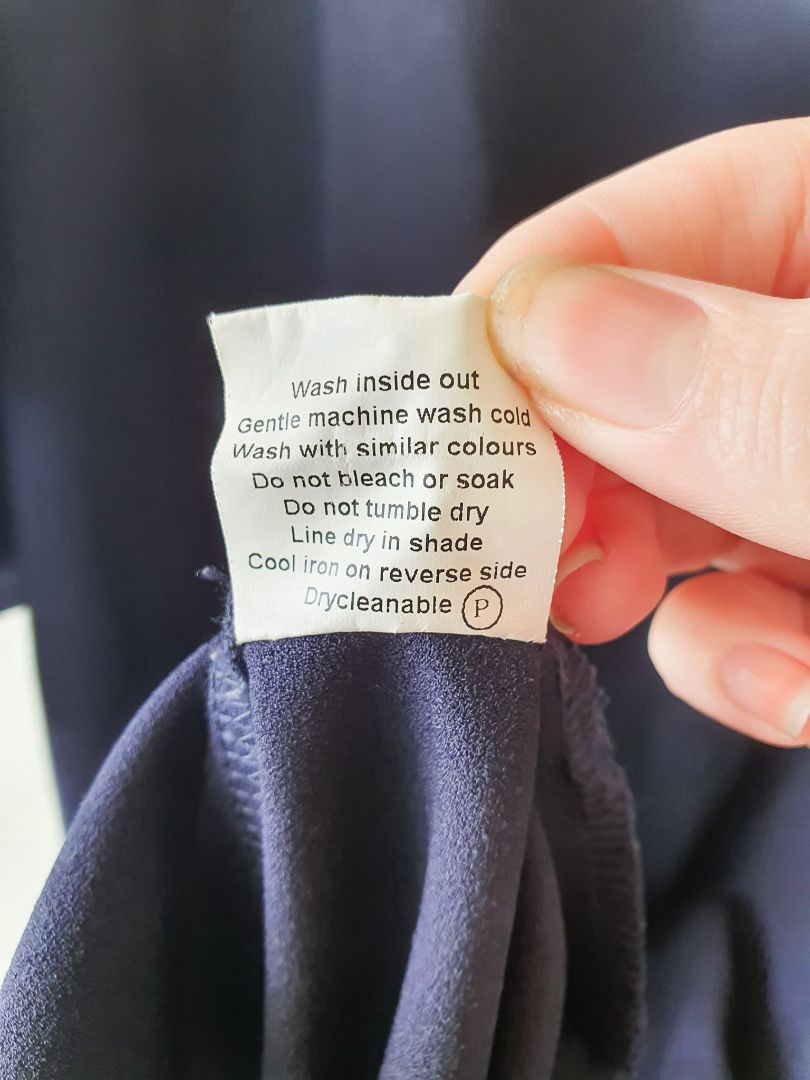 Wash inside out
Gentle machine wash cold
Wash with similar colours
Do not bleach or soak
Do not tumble dry
Line dry in shade
Cool iron on reverse side
Drycleanable P